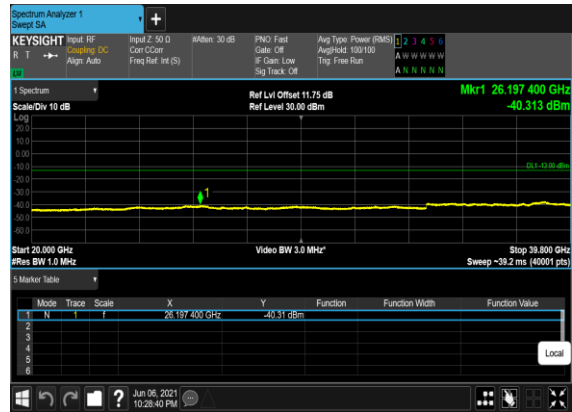 Spectrum Analyzer 1
Swept SA
KEYSIGHT
R T
LXI
Input: RF
Coupling: DC
Align: Auto
Input Z: 50 Ω
Corr CCorr
Freq Ref: Int (S)
#Atten: 30 dB
PNO: Fast
Gate: Off
IF Gain: Low
Sig Track: Off
Avg Type: Power (RMS)
Avg|Hold: 100/100
Trig: Free Run
1 2 3 4 5 6
A W W W W W
A N N N N N
1 Spectrum
Scale/Div 10 dB
Ref Lvl Offset 11.75 dB
Ref Level 30.00 dBm
Mkr1 26.197 400 GHz
-40.313 dBm
Log
20.0
10.0
0.00
-10.0
DL1 -13.00 dBm
-20.0
-30.0
1
-40.0
-50.0
-60.0
Start 20.000 GHz
#Res BW 1.0 MHz
Video BW 3.0 MHz*
Stop 39.800 GHz
Sweep ~39.2 ms (40001 pts)
5 Marker Table
Mode Trace Scale X Y Function Function Width Function Value
1 N 1 f 26.197 400 GHz -40.31 dBm
2
3
4
5
6
Local
?
Jun 06, 2021
10:28:40 PM